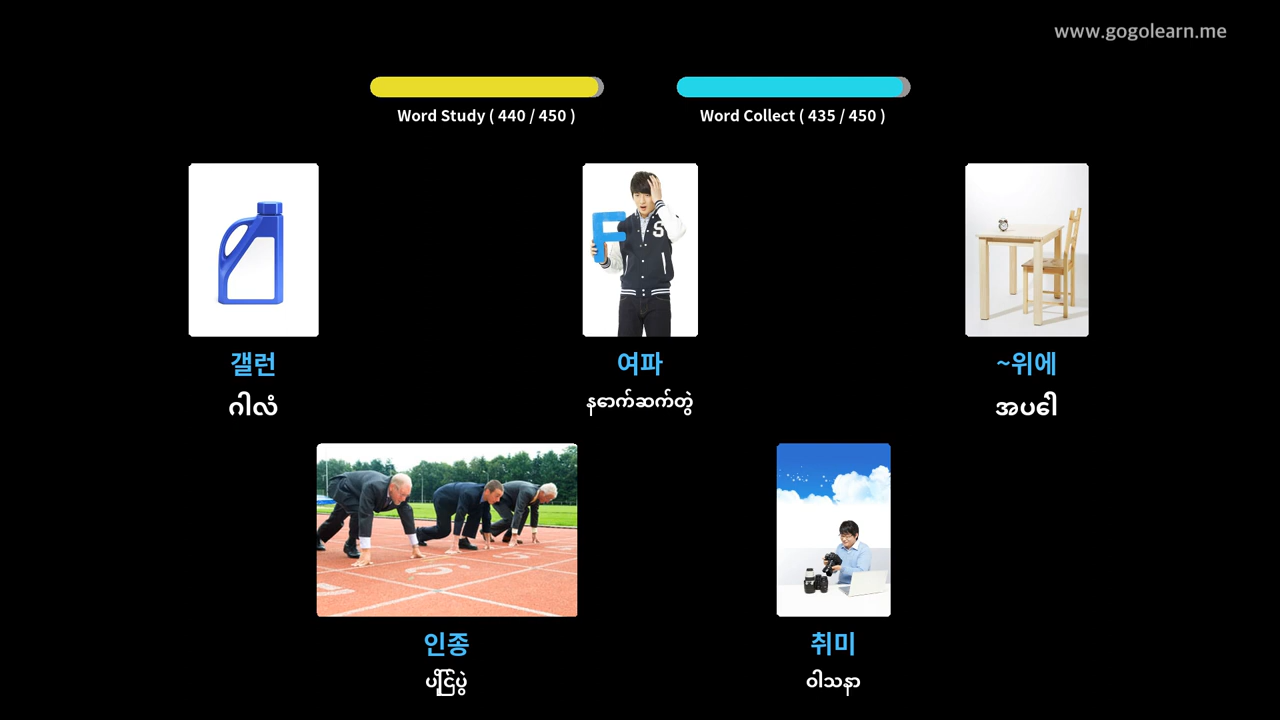 www.gogolearn.me
Word Study ( 440 / 450 )
Word Collect ( 435 / 450 )
갤런
여파
~위에
ဂါလံ
နောက်ဆက်တွဲ
အပေါ်
인종
취미
ပြိုင်ပွဲ
ဝါသနာ